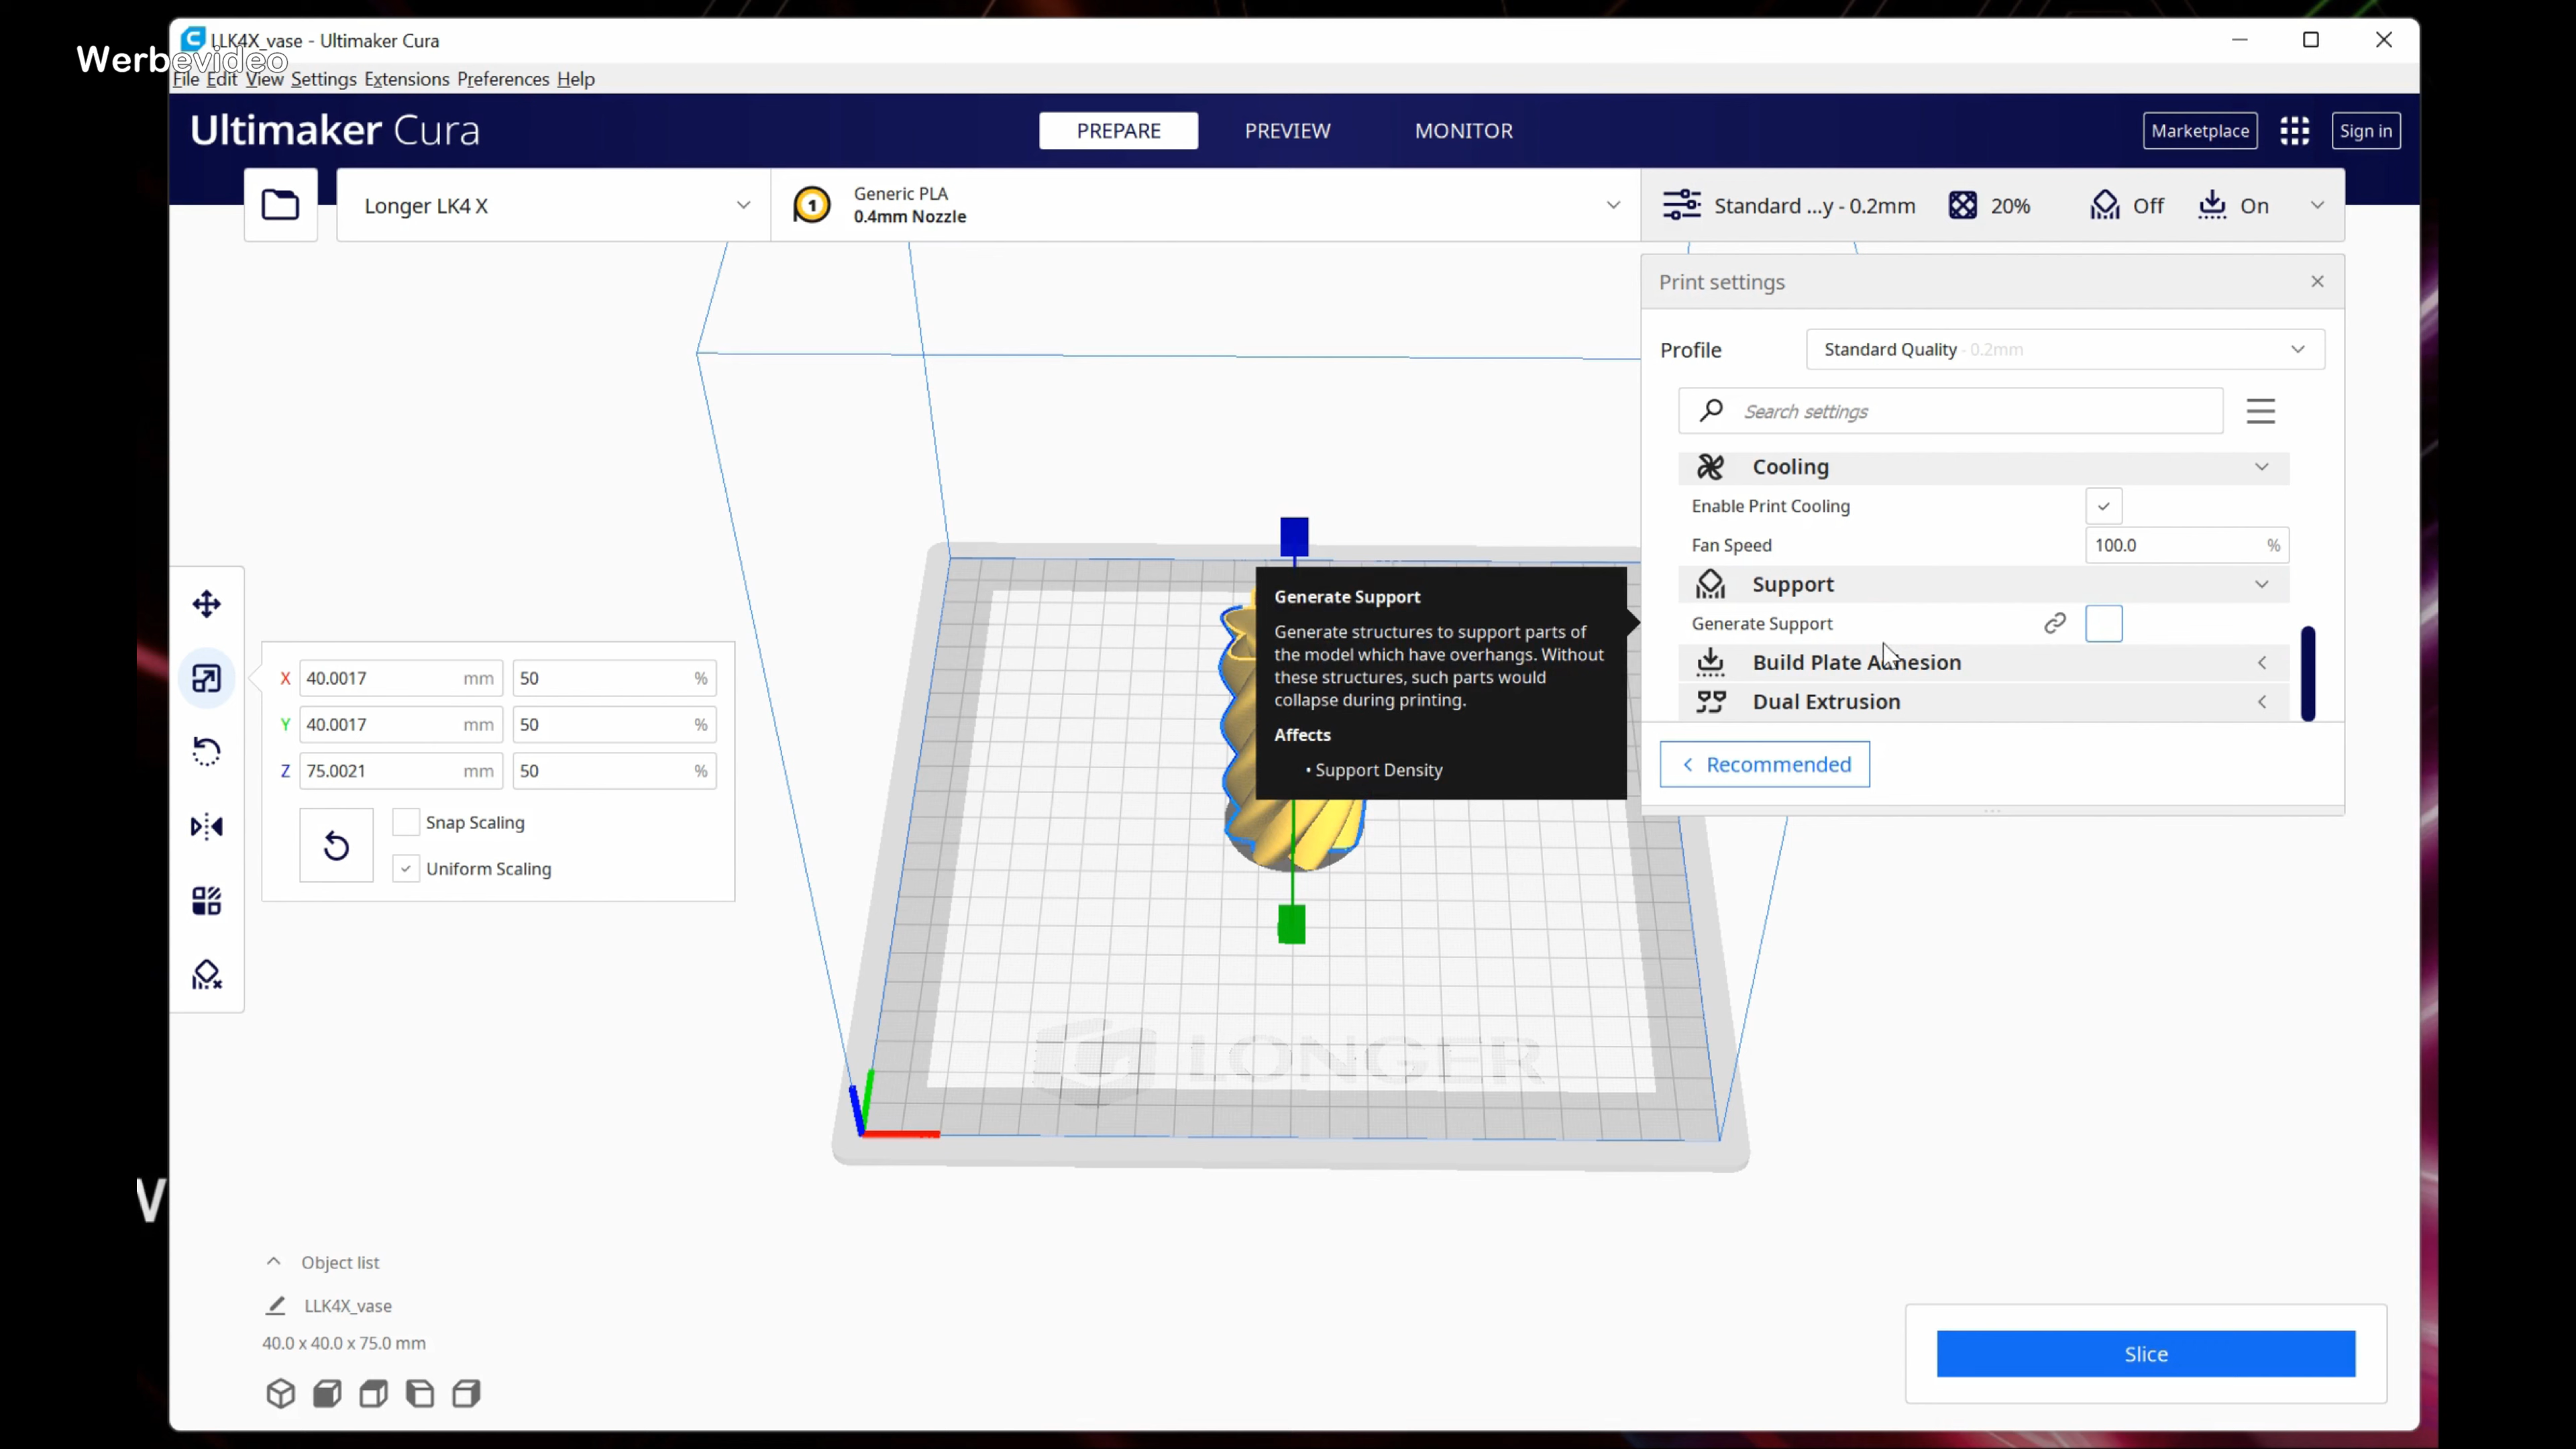 LLK4X_vase - Ultimaker Cura
Werbevideo
File Edit View Settings Extensions Preferences Help
Ultimaker Cura
PREPARE
PREVIEW
MONITOR
Marketplace
Sign in
Longer LK4 X
1
Generic PLA
0.4mm Nozzle
Standard ...y - 0.2mm
20%
Off
On
Print settings
Profile
Standard Quality - 0.2mm
Search settings
Cooling
Enable Print Cooling
Fan Speed
100.0 %
Support
Generate Support
Build Plate Adhesion
Dual Extrusion
Recommended
Generate Support
Generate structures to support parts of
the model which have overhangs. Without
these structures, such parts would
collapse during printing.
Affects
• Support Density
X 40.0017 mm 50 %
Y 40.0017 mm 50 %
Z 75.0021 mm 50 %
Snap Scaling
Uniform Scaling
LONGER
Object list
LLK4X_vase
40.0 x 40.0 x 75.0 mm
Slice